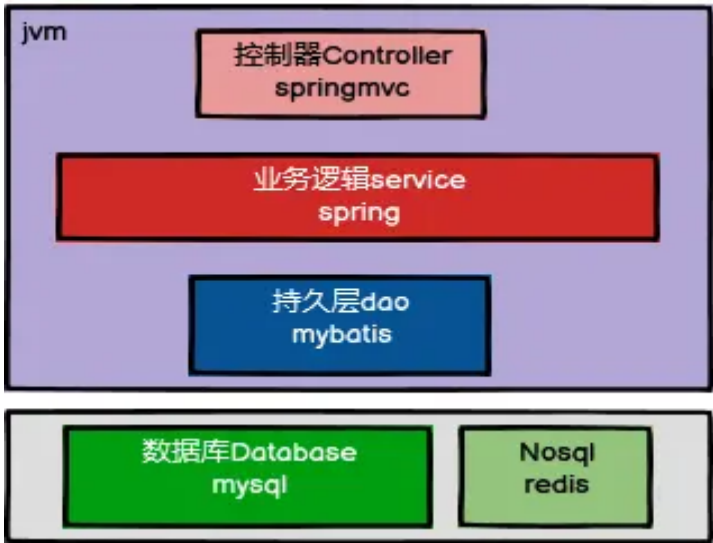 jvm
控制器Controller
springmvc
业务逻辑service
spring
持久层dao
mybatis
数据库Database
mysql
Nosql
redis